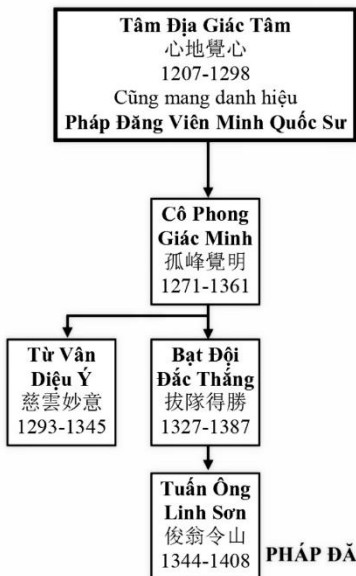 Tâm Địa Giác Tâm
心地覺心
1207-1298
Cũng mang danh hiệu
Pháp Đăng Viên Minh Quốc Sư
Cô Phong
Giác Minh
孤峰覺明
1271-1361
Từ Vân
Diệu Ý
慈雲妙意
1293-1345
Bạt Đội
Đắc Thắng
拔隊得勝
1327-1387
Tuấn Ông
Linh Sơn
俊翁令山
1344-1408
PHÁP ĐĂ